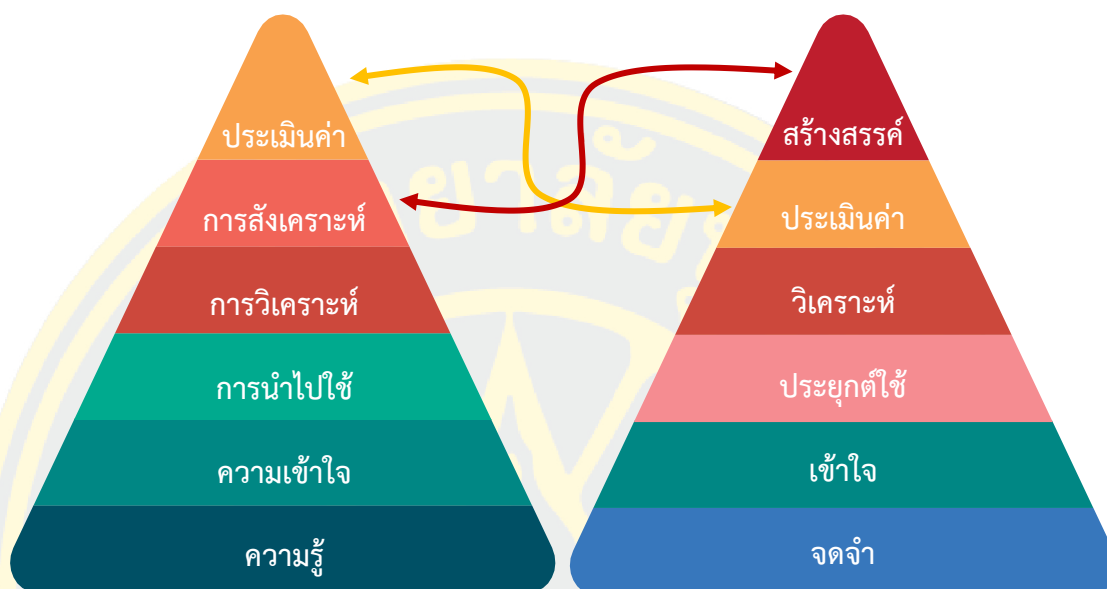 ประเมินค่า
การสังเคราะห์
การวิเคราะห์
การนำไปใช้
ความเข้าใจ
ความรู้
สร้างสรรค์
ประเมินค่า
วิเคราะห์
ประยุกต์ใช้
เข้าใจ
จดจำ